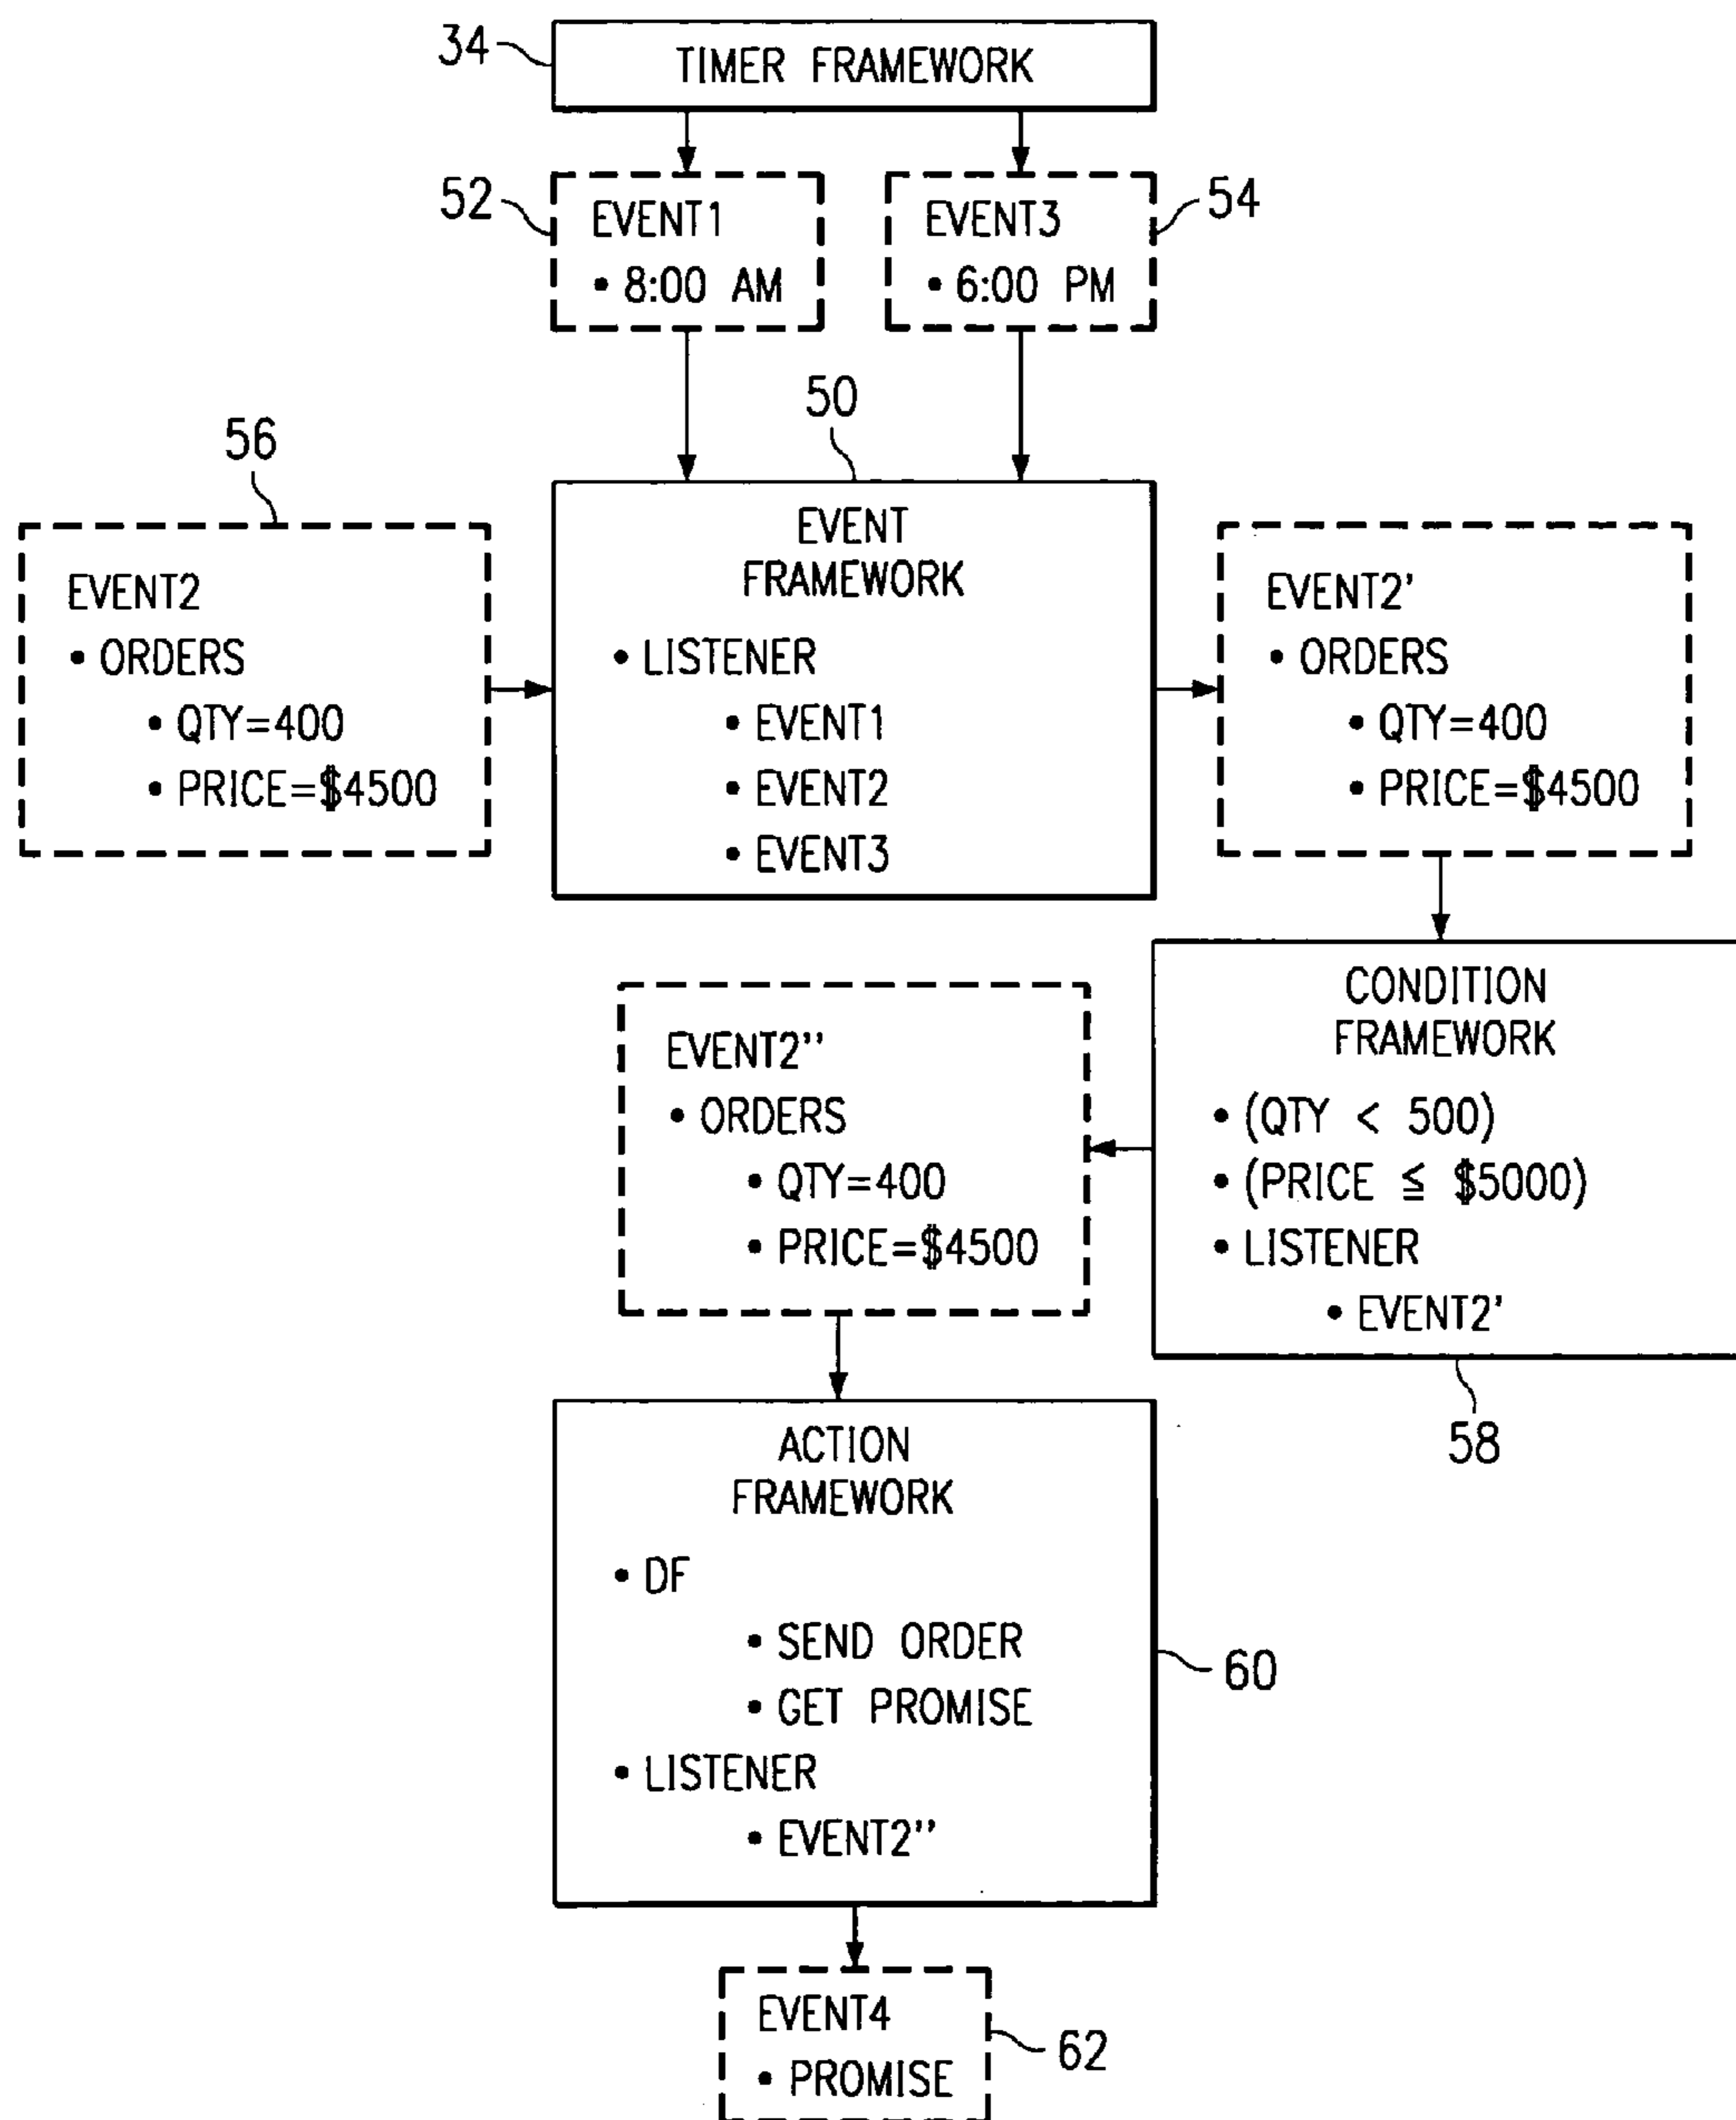 34
TIMER FRAMEWORK
52
EVENT1
• 8:00 AM
EVENT3
• 6:00 PM
54
50
56
EVENT2
• ORDERS
• QTY=400
• PRICE=$4500
EVENT
FRAMEWORK
• LISTENER
• EVENT1
• EVENT2
• EVENT3
EVENT2'
• ORDERS
• QTY=400
• PRICE=$4500
CONDITION
FRAMEWORK
• (QTY < 500)
• (PRICE ≦ $5000)
• LISTENER
• EVENT2'
58
EVENT2''
• ORDERS
• QTY=400
• PRICE=$4500
ACTION
FRAMEWORK
• DF
• SEND ORDER
• GET PROMISE
• LISTENER
• EVENT2''
60
EVENT4
• PROMISE
62